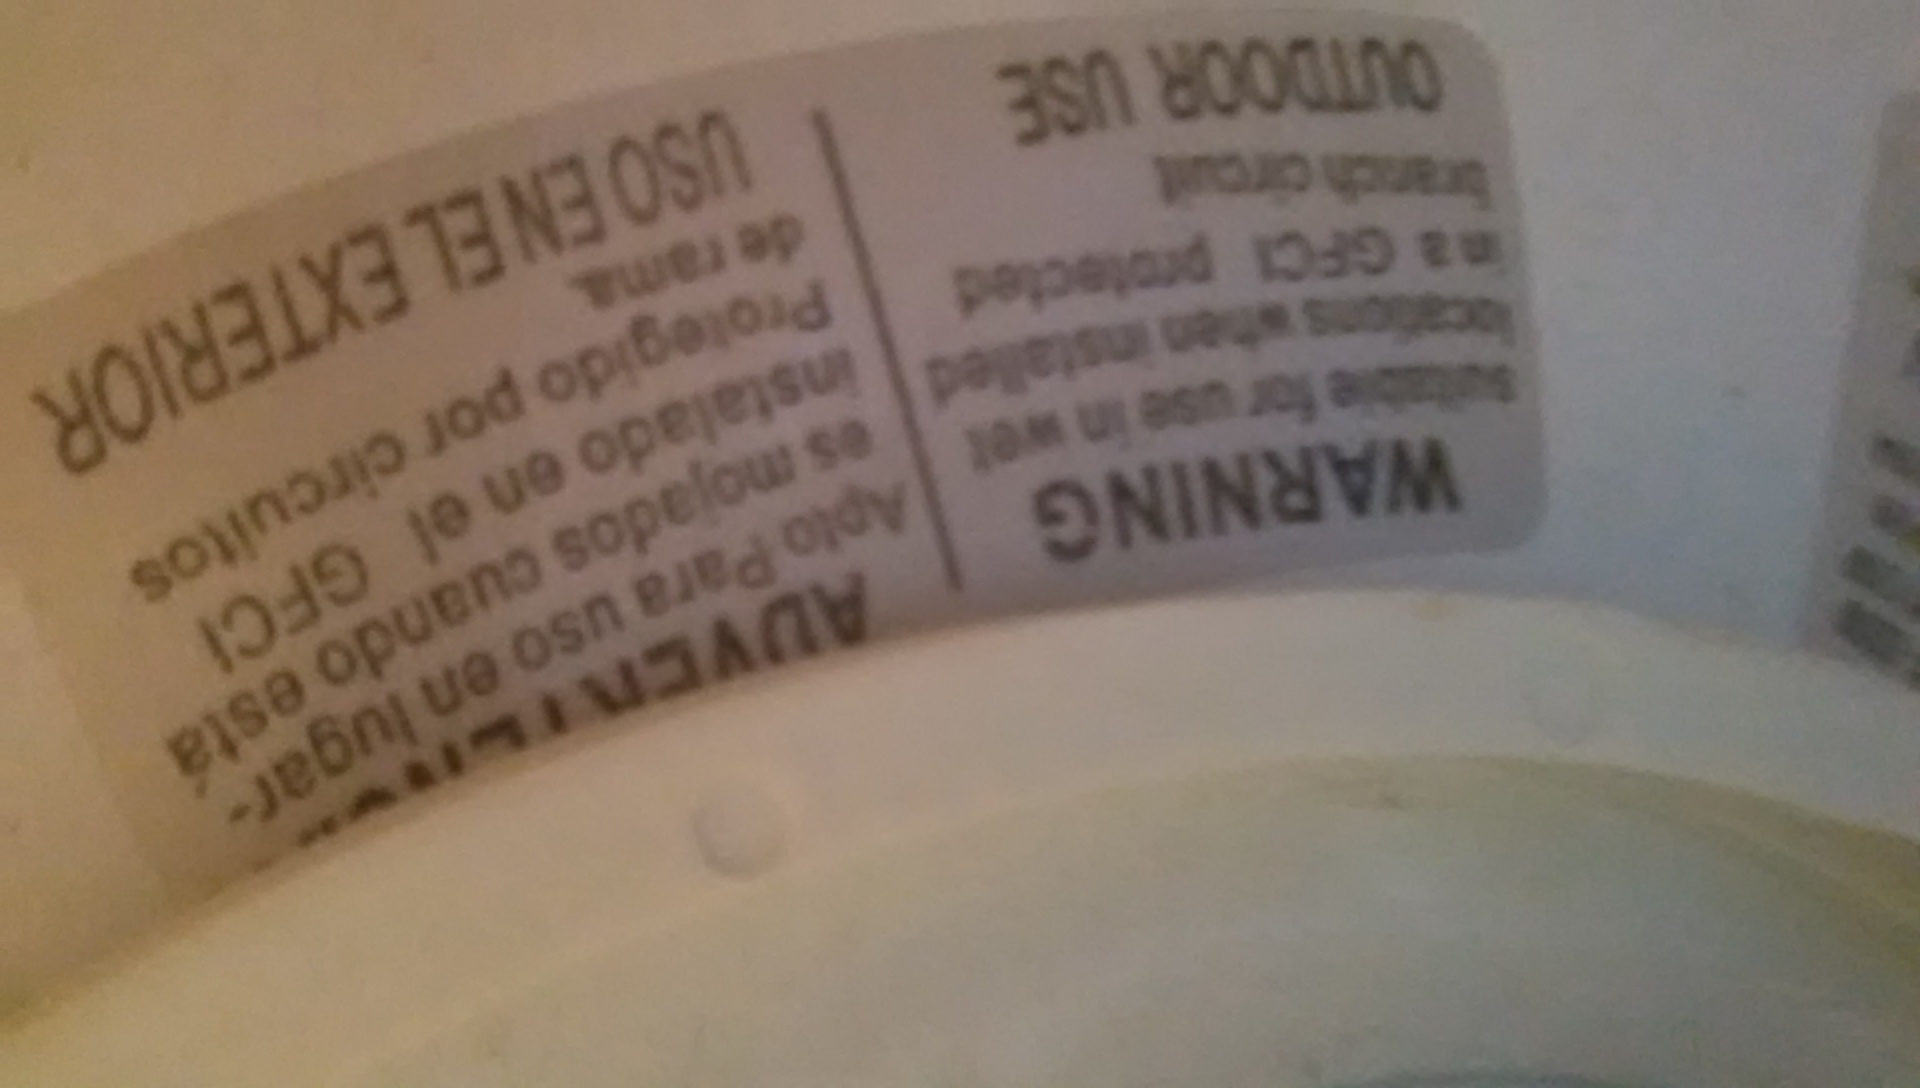 WARNING
Suitable for use in wet
locations when installed
in a GFCI protected
branch circuit
OUTDOOR USE
Apto Para uso en lugar-
es mojados cuando está
instalado en el GFCI
Protegido por circuitos
de rama.
USO EN EL EXTERIOR